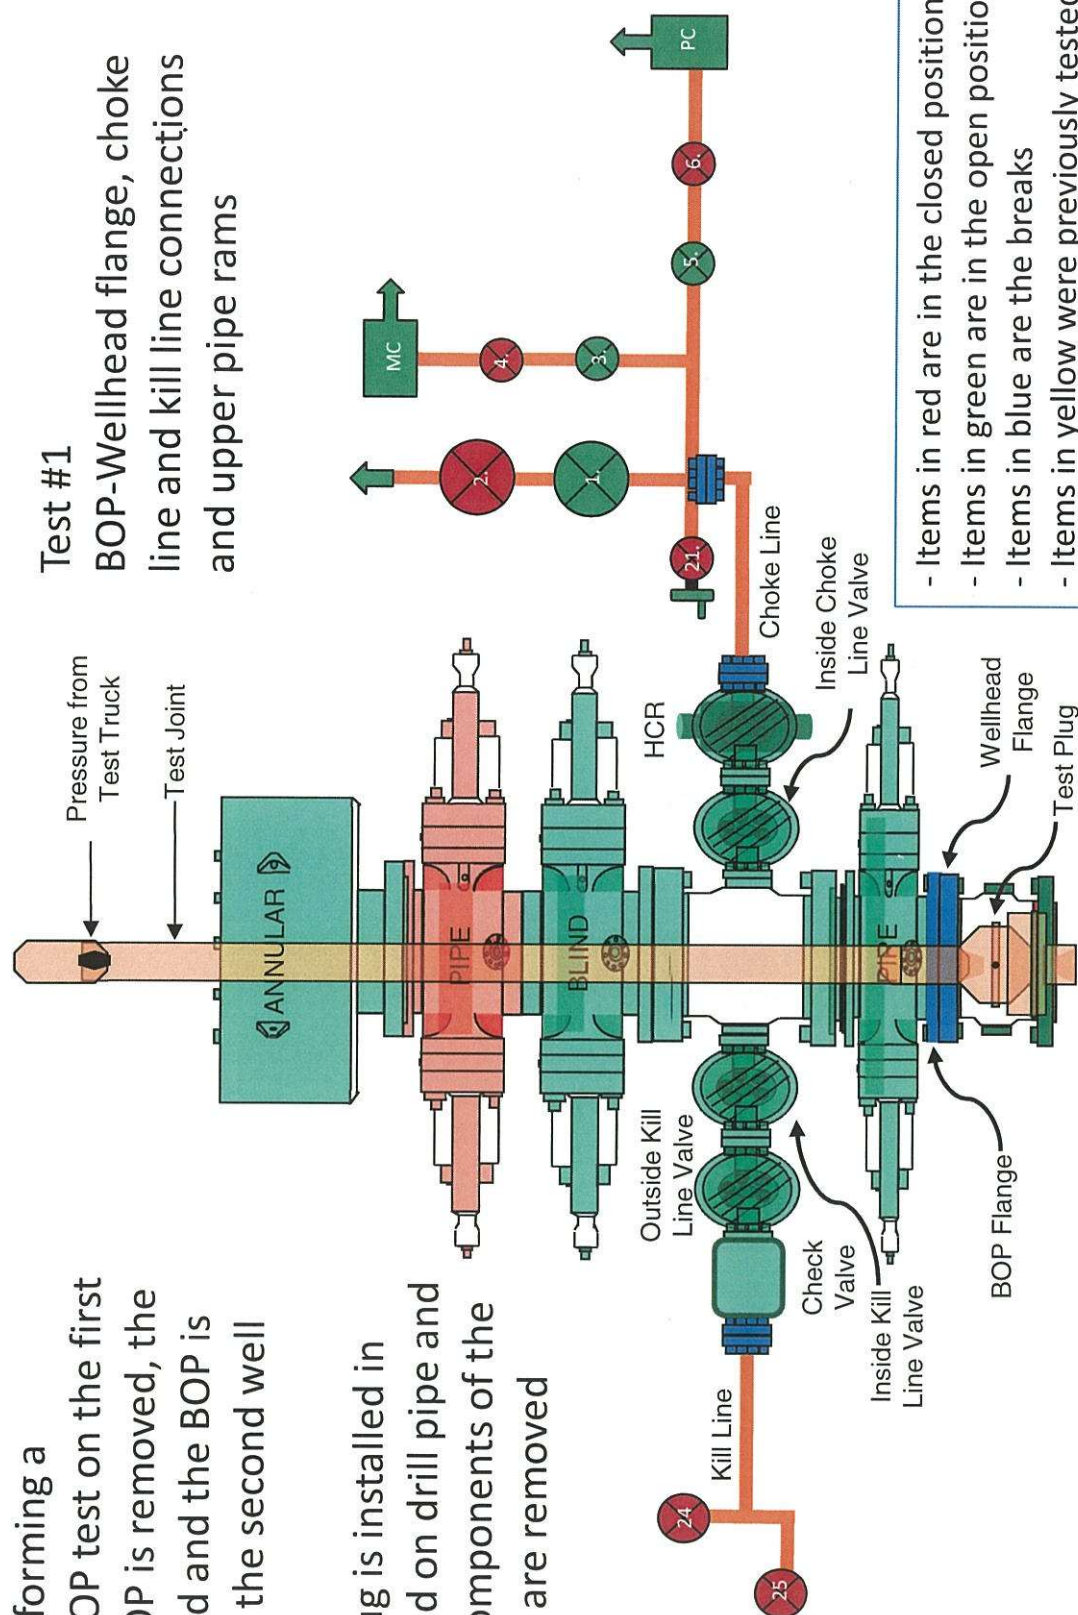 forming a
OP test on the first
OP is removed, the
d and the BOP is
the second well
ug is installed in
d on drill pipe and
omponents of the
are removed
Test #1
BOP-Wellhead flange, choke
line and kill line connections
and upper pipe rams
Pressure from
Test Truck
Test Joint
ANNULAR
PIPE
BLIND
PIPE
HCR
Inside Choke
Line Valve
Choke Line
Wellhead
Flange
Test Plug
BOP Flange
Outside Kill
Line Valve
Check
Valve
Inside Kill
Line Valve
Kill Line
24
25
21.
1.
2.
3.
4.
MC
5.
6.
PC
- Items in red are in the closed position
- Items in green are in the open positio
- Items in blue are the breaks
- Items in yellow were previously tested